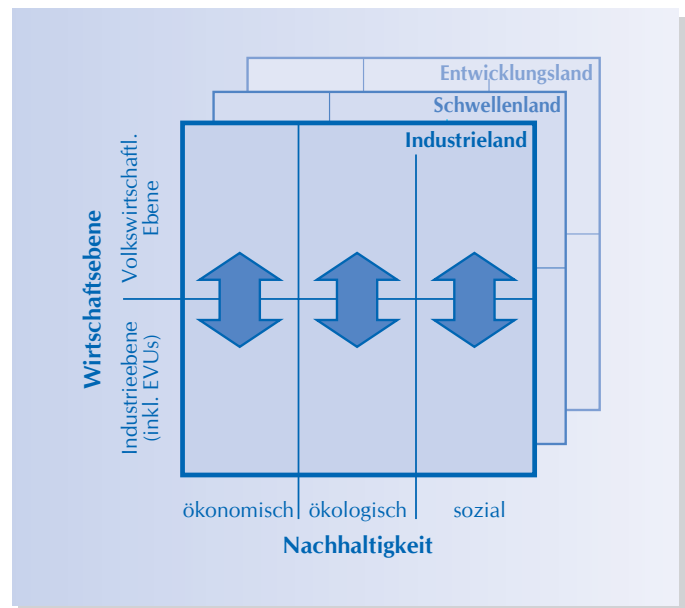 Entwicklungsland
Schwellenland
Industrieland
Wirtschaftsebene
Volkswirtschaftl.
Ebene
Industrieebene
(inkl. EVUs)
ökonomisch
ökologisch
sozial
Nachhaltigkeit